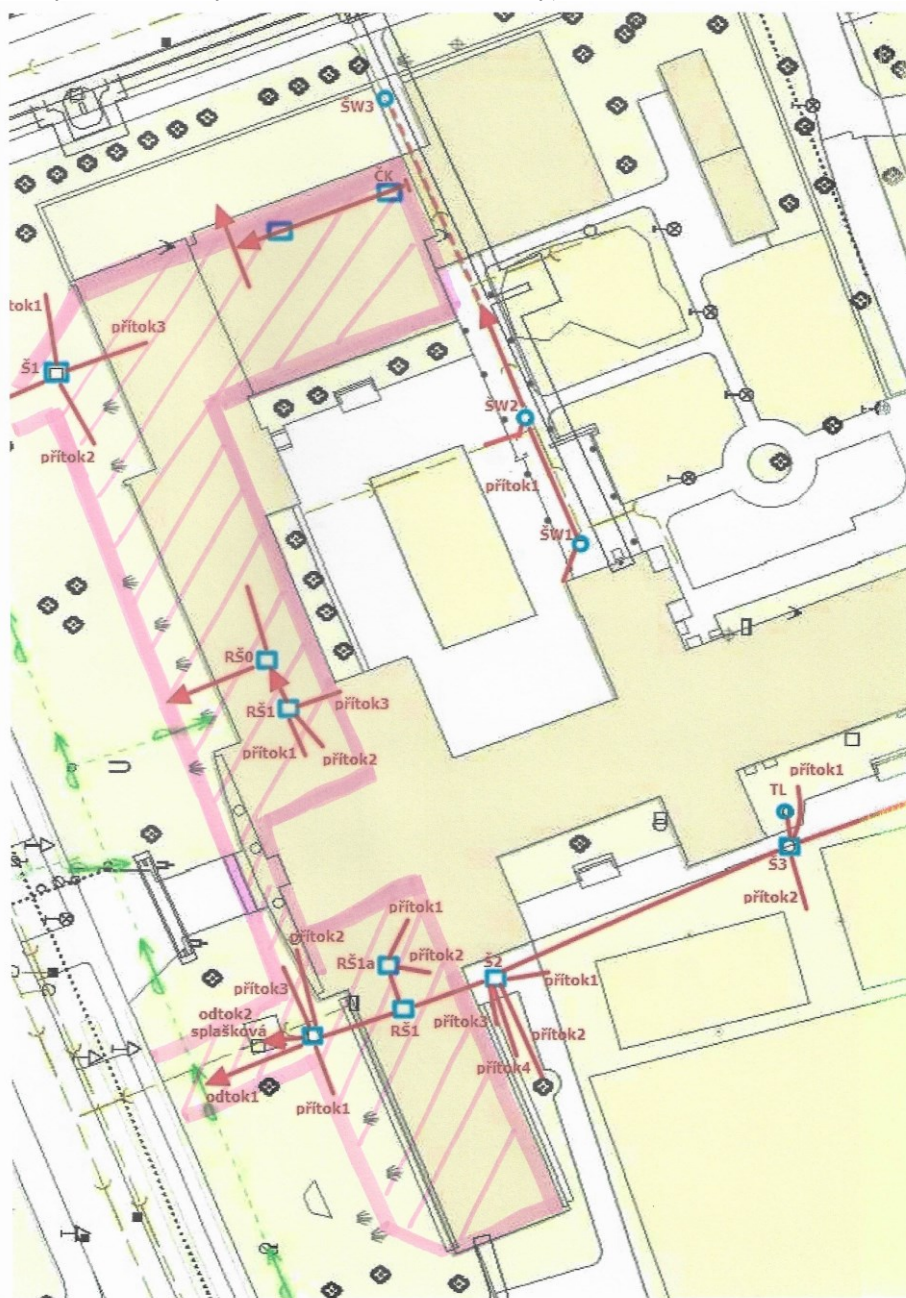 ŠW3
ČK
tok1
přítok3
Š1
přítok2
ŠW2
přítok1
ŠW1
RŠ0
RŠ1
přítok3
přítok1
přítok2
TL
přítok1
Š3
přítok2
přítok1
přítok2
RŠ1a
přítok2
Š2
přítok1
přítok3
odtok2
splašková
RŠ1
přítok3
přítok2
přítok4
odtok1
přítok1